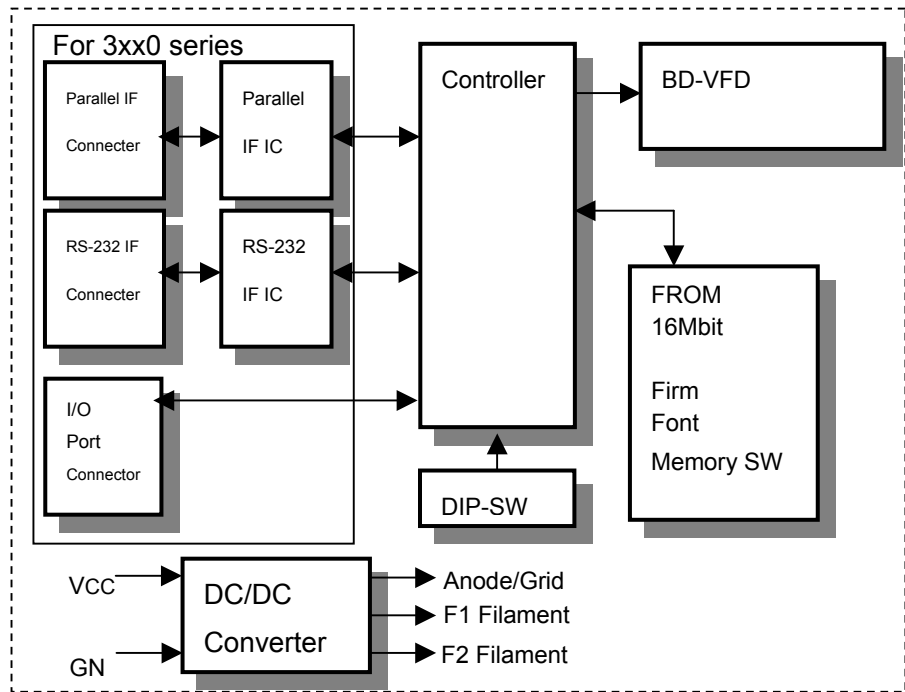 For 3xx0 series
Parallel IF
Connecter
Parallel
IF IC
RS-232 IF
Connecter
RS-232
IF IC
I/O
Port
Connector
Controller
BD-VFD
FROM
16Mbit
Firm
Font
Memory SW
DIP-SW
VCC
GN
DC/DC
Converter
Anode/Grid
F1 Filament
F2 Filament